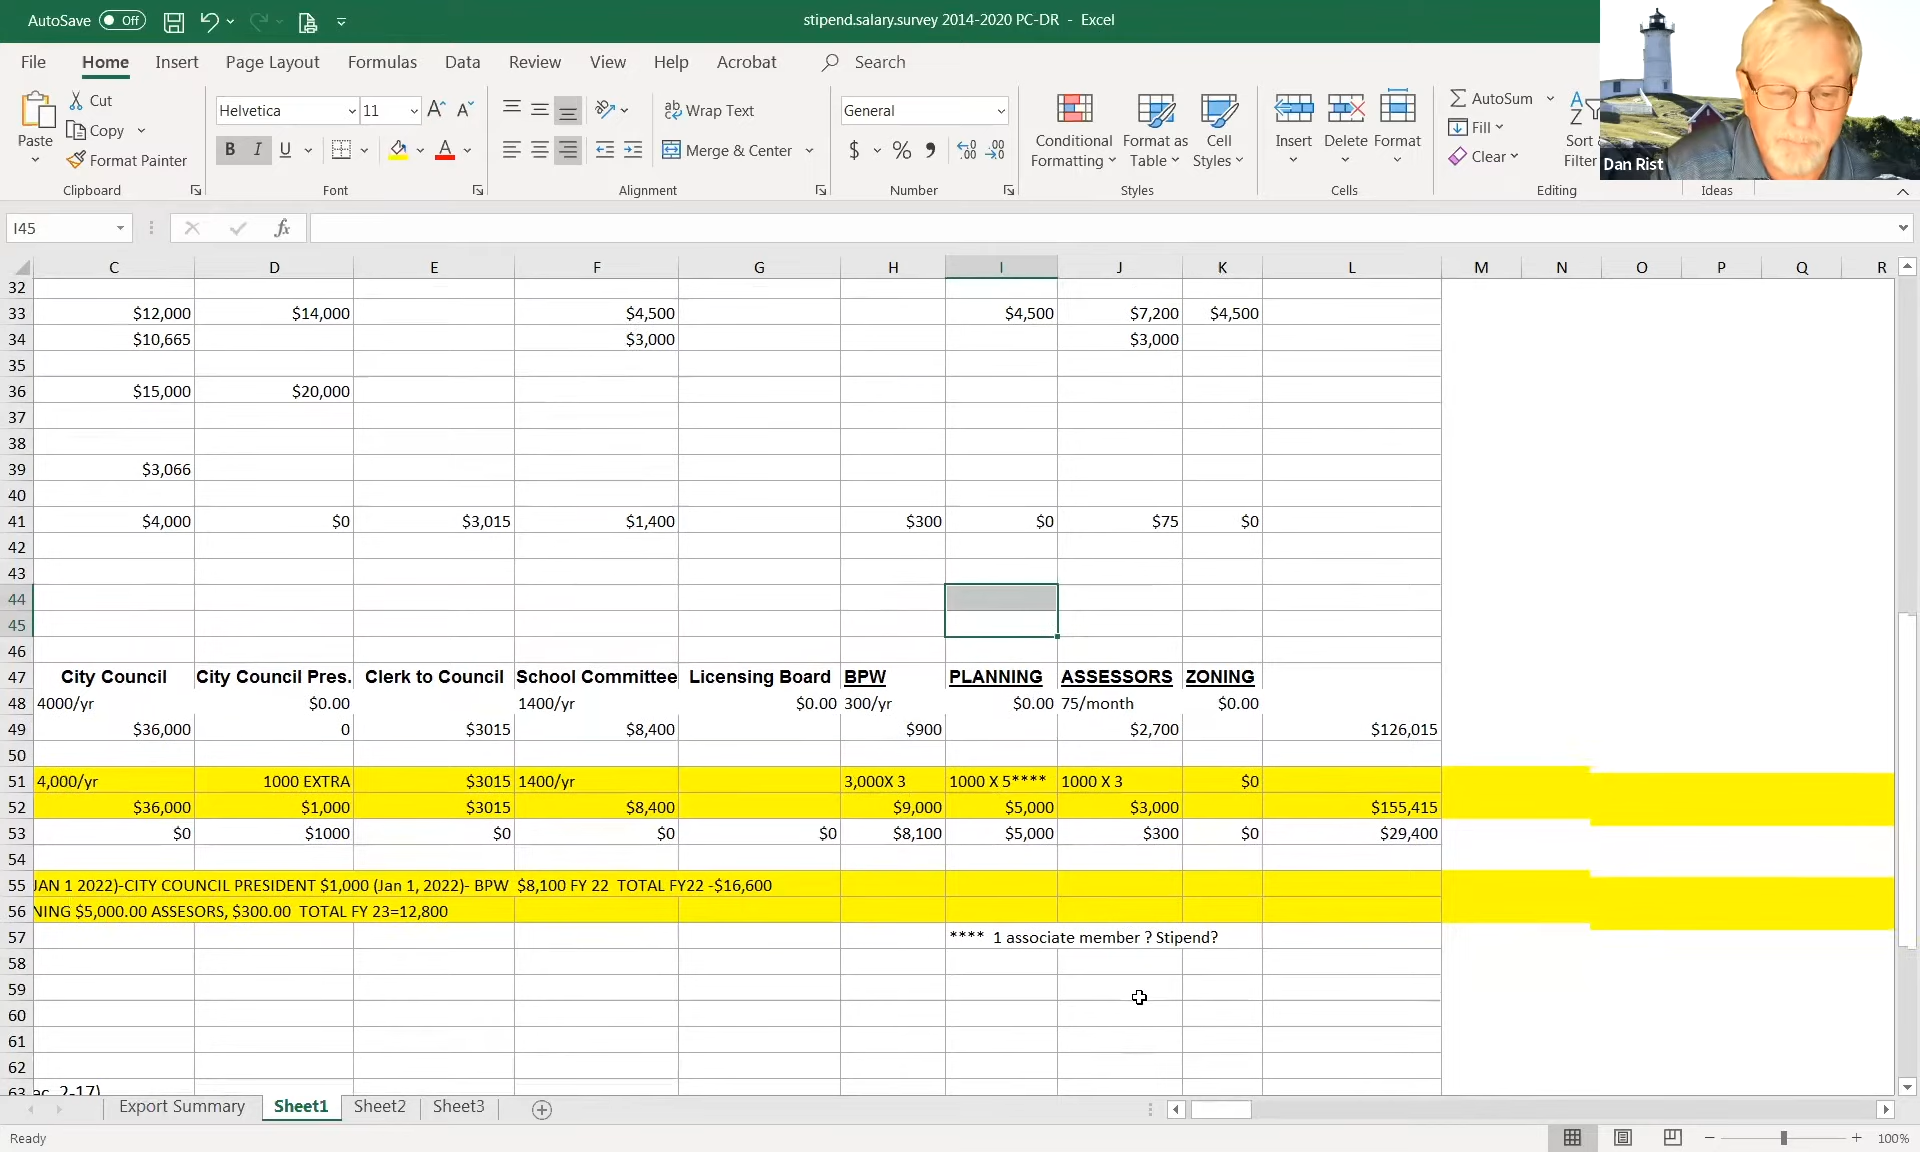 AutoSave Off stipend.salary.survey 2014-2020 PC-DR - Excel
File Home Insert Page Layout Formulas Data Review View Help Acrobat Search
Cut
Copy
Format Painter
Paste
Clipboard
Helvetica 11
B I U
Font
Wrap Text
Merge & Center
Alignment
General
$ % 9
Number
Conditional Formatting
Format as Table
Cell Styles
Styles
Insert Delete Format
Cells
AutoSum
Fill
Clear
Sort
Filter
Editing
Ideas
Dan Rist
I45 fx
C D E F G H I J K L M N O P Q R
32
33 $12,000 $14,000 $4,500 $4,500 $7,200 $4,500
34 $10,665 $3,000 $3,000
35
36 $15,000 $20,000
37
38
39 $3,066
40
41 $4,000 $0 $3,015 $1,400 $300 $0 $75 $0
42
43
44
45
46
47 City Council City Council Pres. Clerk to Council School Committee Licensing Board BPW PLANNING ASSESSORS ZONING
48 4000/yr $0.00 1400/yr $0.00 300/yr $0.00 75/month $0.00
49 $36,000 0 $3015 $8,400 $900 $2,700 $126,015
50
51 4,000/yr 1000 EXTRA $3015 1400/yr 3,000X 3 1000 X 5**** 1000 X 3 $0
52 $36,000 $1,000 $3015 $8,400 $9,000 $5,000 $3,000 $155,415
53 $0 $1000 $0 $0 $0 $8,100 $5,000 $300 $0 $29,400
54
55 JAN 1 2022)-CITY COUNCIL PRESIDENT $1,000 (Jan 1, 2022)- BPW $8,100 FY 22 TOTAL FY22 -$16,600
56 NING $5,000.00 ASSESORS, $300.00 TOTAL FY 23=12,800
57 **** 1 associate member ? Stipend?
58
59
60
61
62
63 ec. 2-17)
Export Summary Sheet1 Sheet2 Sheet3
Ready 100%